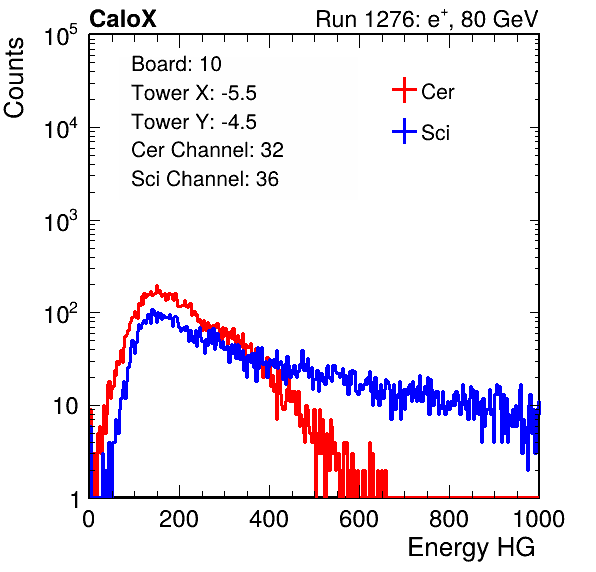 CaloX Run 1276: e⁺, 80 GeV
Counts
10⁵
10⁴
10³
10²
10
1
Board: 10
Tower X: -5.5
Tower Y: -4.5
Cer Channel: 32
Sci Channel: 36
Cer
Sci
0 200 400 600 800 1000
Energy HG